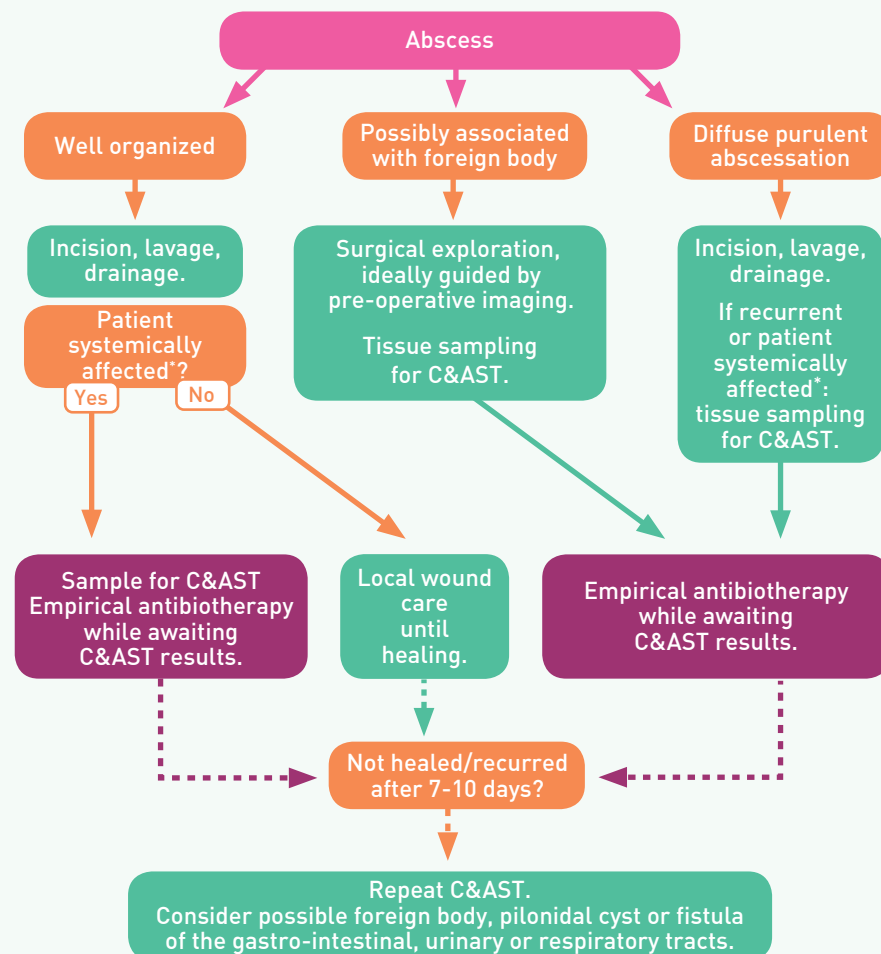 Abscess
Well organized
Possibly associated
with foreign body
Diffuse purulent
abscessation
Incision, lavage,
drainage.
Patient
systemically
affected*?
Yes
No
Surgical exploration,
ideally guided by
pre-operative imaging.
Tissue sampling
for C&AST.
Incision, lavage,
drainage.
If recurrent
or patient
systemically
affected*:
tissue sampling
for C&AST.
Sample for C&AST
Empirical antibiotherapy
while awaiting
C&AST results.
Local wound
care
until
healing.
Empirical antibiotherapy
while awaiting
C&AST results.
Not healed/recurred
after 7-10 days?
Repeat C&AST.
Consider possible foreign body, pilonidal cyst or fistula
of the gastro-intestinal, urinary or respiratory tracts.